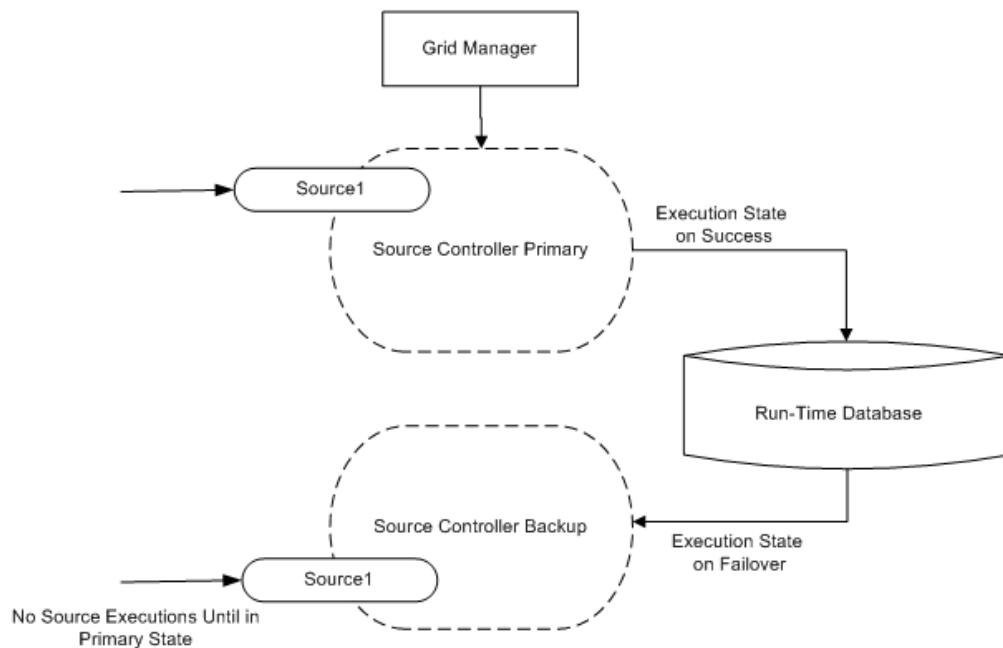 Grid Manager
Source1
Execution State
on Success
Source Controller Primary
Run-Time Database
Source Controller Backup
Execution State
on Failover
Source1
No Source Executions Until in
Primary State